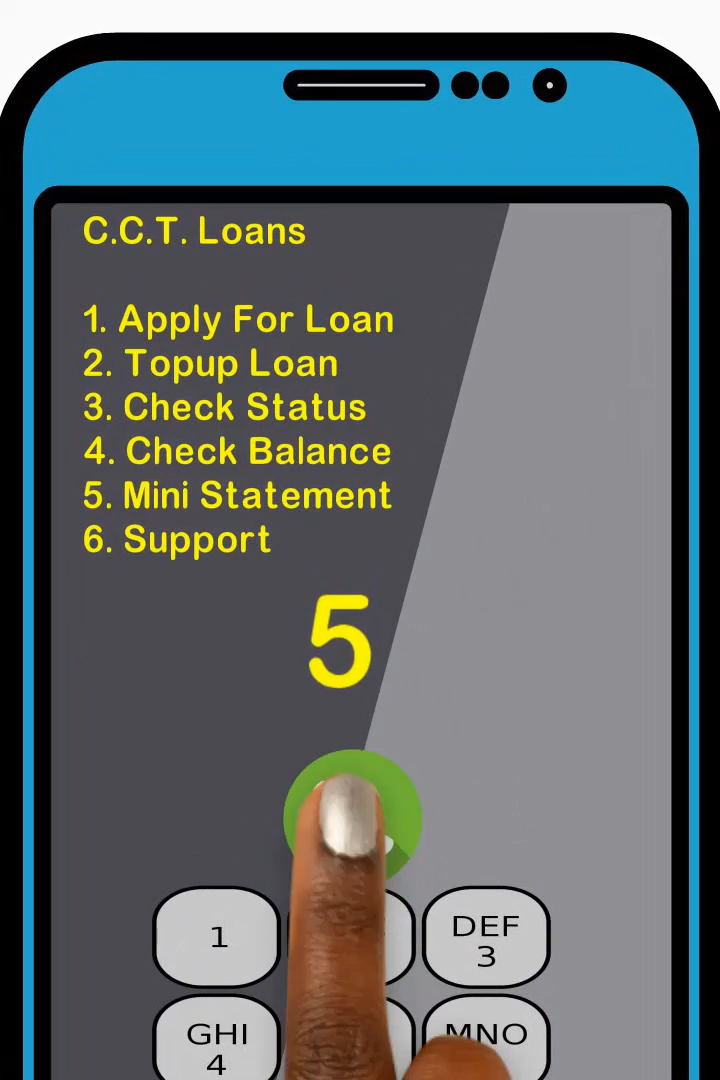 C.C.T. Loans
1. Apply For Loan
2. Topup Loan
3. Check Status
4. Check Balance
5. Mini Statement
6. Support
5
1
DEF
3
GHI
4
MNO